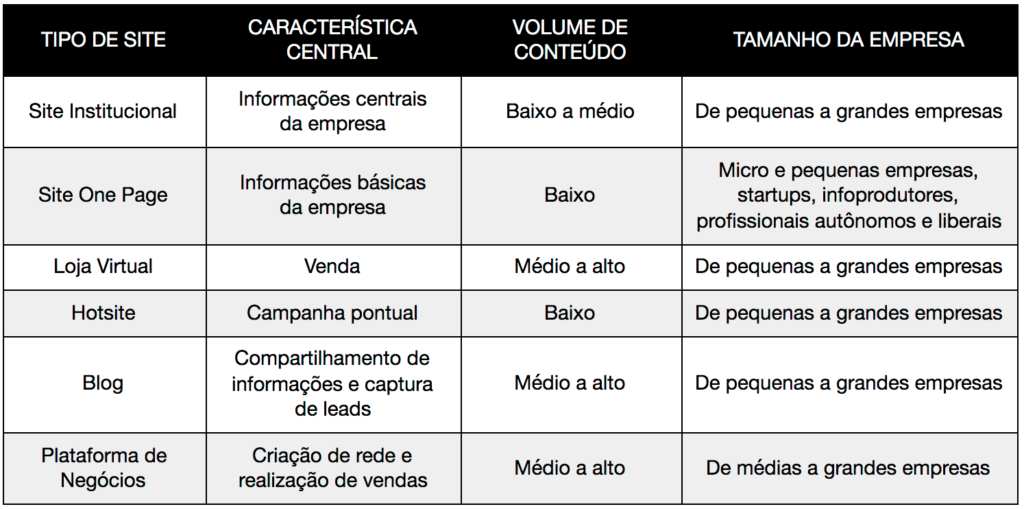 TIPO DE SITE
CARACTERÍSTICA
CENTRAL
VOLUME DE
CONTEÚDO
TAMANHO DA EMPRESA
Site Institucional
Informações centrais
da empresa
Baixo a médio
De pequenas a grandes empresas
Site One Page
Informações básicas
da empresa
Baixo
Micro e pequenas empresas,
startups, infoprodutores,
profissionais autônomos e liberais
Loja Virtual
Venda
Médio a alto
De pequenas a grandes empresas
Hotsite
Campanha pontual
Baixo
De pequenas a grandes empresas
Blog
Compartilhamento de
informações e captura
de leads
Médio a alto
De pequenas a grandes empresas
Plataforma de
Negócios
Criação de rede e
realização de vendas
Médio a alto
De médias a grandes empresas